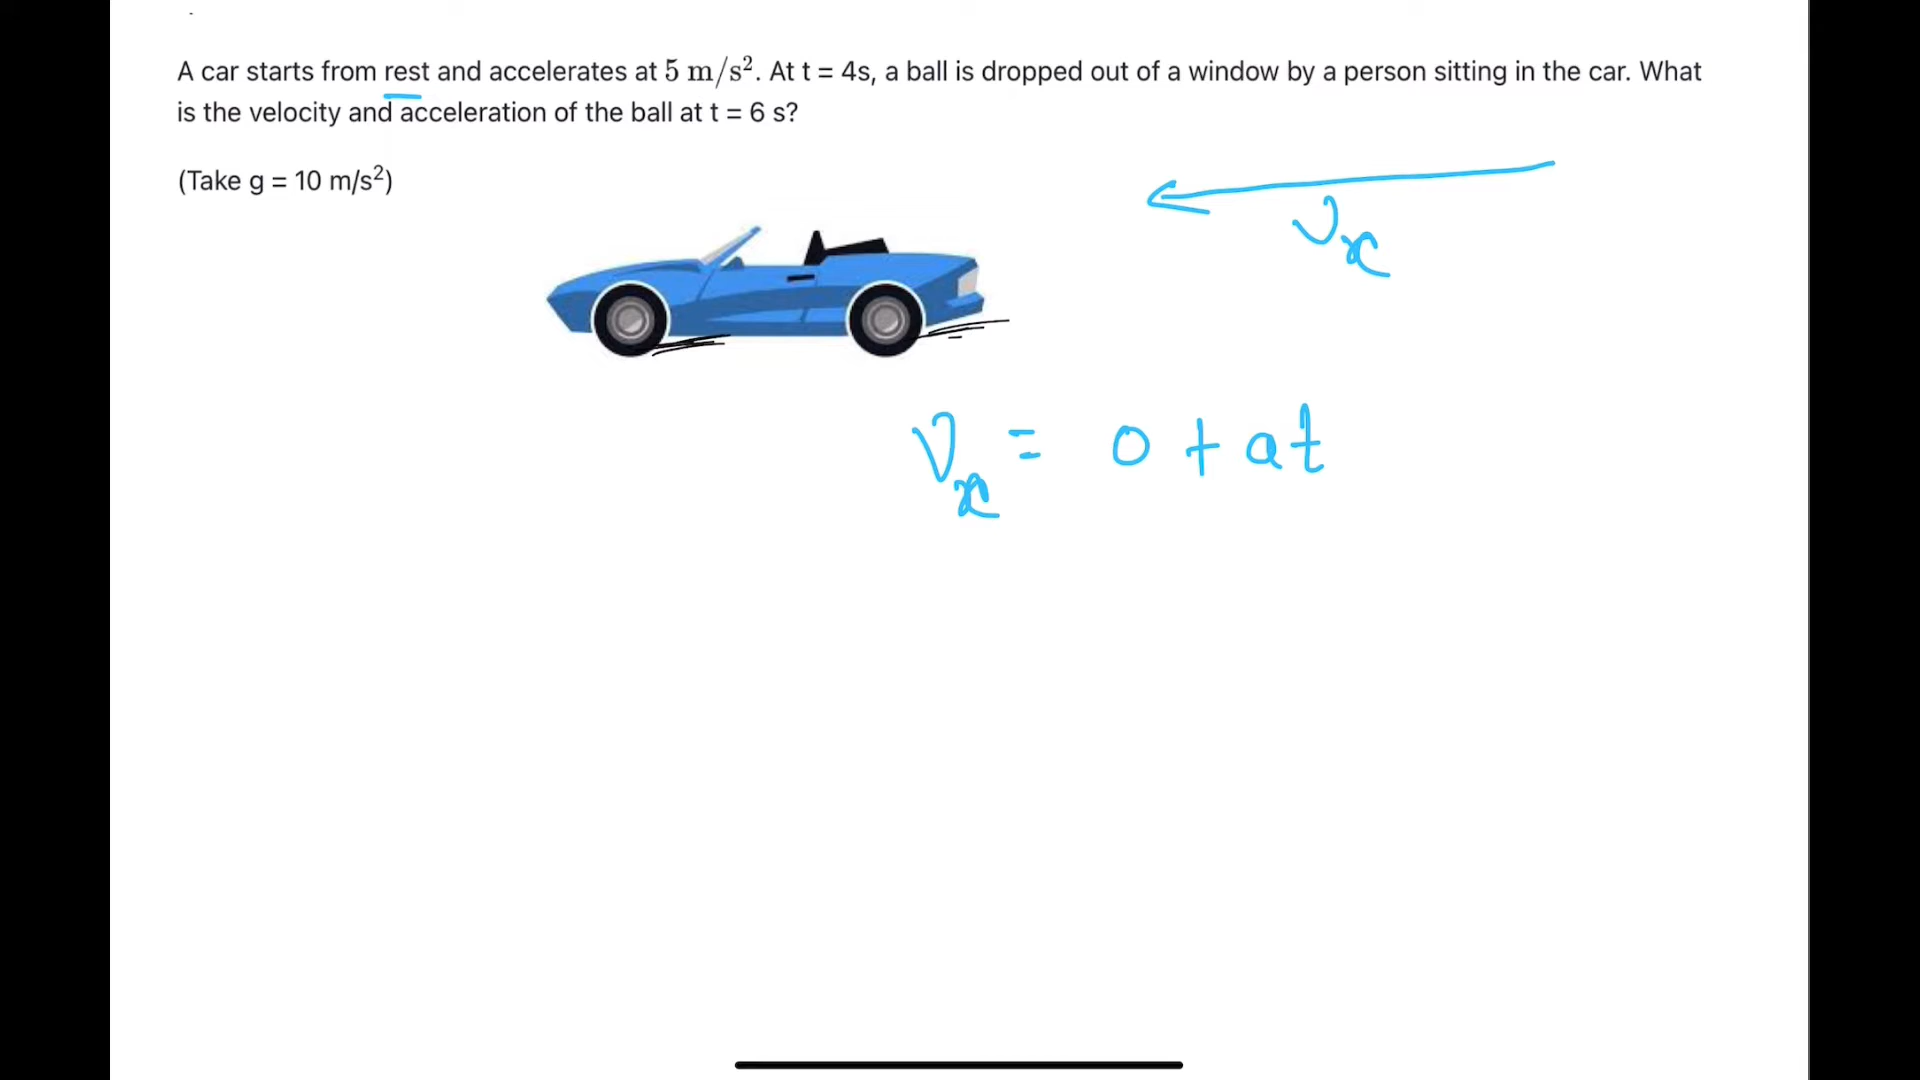 A car starts from rest and accelerates at 5 m/s². At t = 4s, a ball is dropped out of a window by a person sitting in the car. What
is the velocity and acceleration of the ball at t = 6 s?
(Take g = 10 m/s²)
Vx
Vx = 0 + at